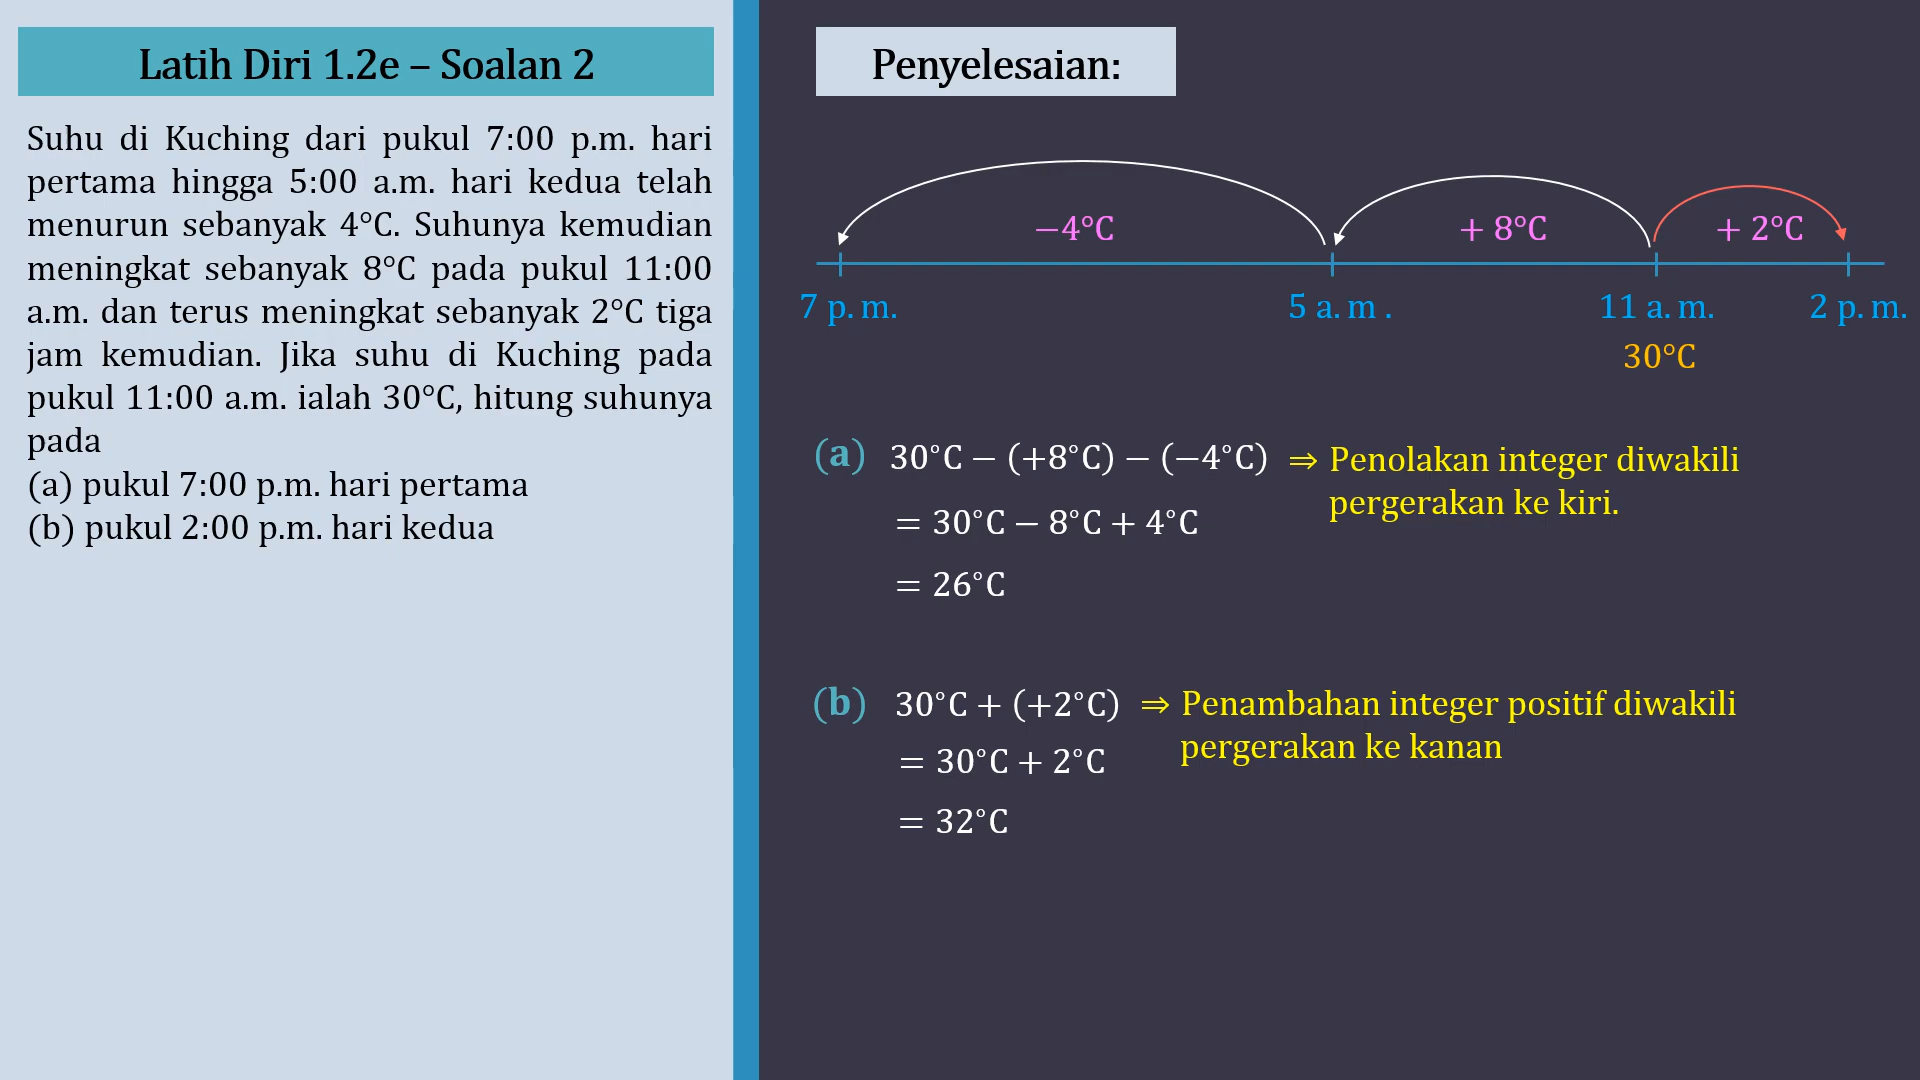 Latih Diri 1.2e – Soalan 2
Suhu di Kuching dari pukul 7:00 p.m. hari
pertama hingga 5:00 a.m. hari kedua telah
menurun sebanyak 4°C. Suhunya kemudian
meningkat sebanyak 8°C pada pukul 11:00
a.m. dan terus meningkat sebanyak 2°C tiga
jam kemudian. Jika suhu di Kuching pada
pukul 11:00 a.m. ialah 30°C, hitung suhunya
pada
(a) pukul 7:00 p.m. hari pertama
(b) pukul 2:00 p.m. hari kedua
Penyelesaian:
−4°C + 8°C + 2°C
7 p. m. 5 a. m . 11 a. m. 2 p. m.
30°C
(a) 30°C − (+8°C) − (−4°C) ⇒ Penolakan integer diwakili
pergerakan ke kiri.
= 30°C − 8°C + 4°C
= 26°C
(b) 30°C + (+2°C) ⇒ Penambahan integer positif diwakili
pergerakan ke kanan
= 30°C + 2°C
= 32°C